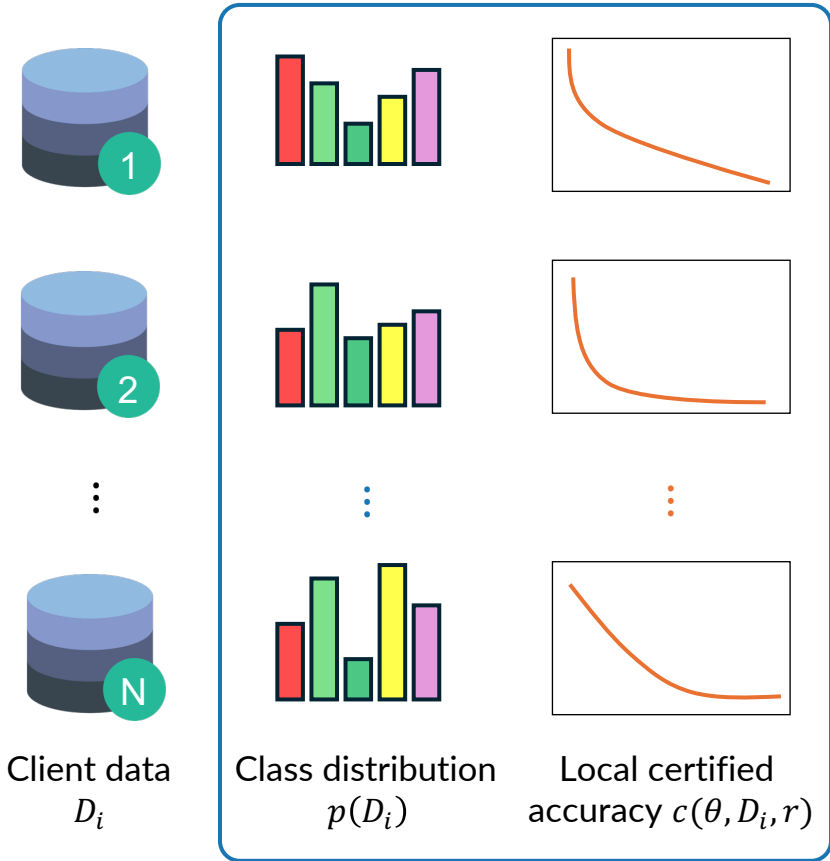 1
2
N
Client data
D_i
Class distribution
p(D_i)
Local certified
accuracy c(θ, D_i, r)